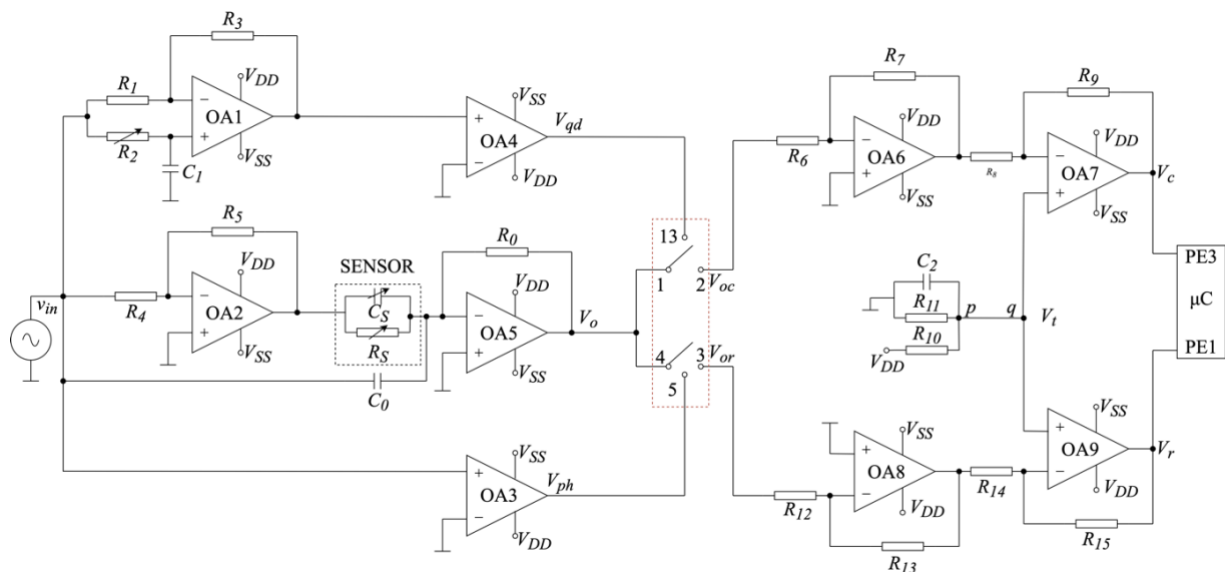 R3
R1
VDD
OA1
R2
VSS
C1
VSS
OA4
Vqd
VDD
R7
R6
VDD
OA6
VSS
R8
R9
VDD
OA7
VSS
Vc
R5
VDD
R4
OA2
VSS
vin
SENSOR
CS
RS
C0
R0
VDD
OA5
VSS
Vo
13
1
2
Voc
4
3
Vor
5
C2
R11
p
q
Vt
R10
VDD
PE3
μC
PE1
VSS
OA3
Vph
VDD
VSS
OA8
VDD
R12
R13
R14
VSS
OA9
Vr
VDD
R15
+
−
+
−
+
−
+
−
+
−
+
−
+
−
+
−
+
−